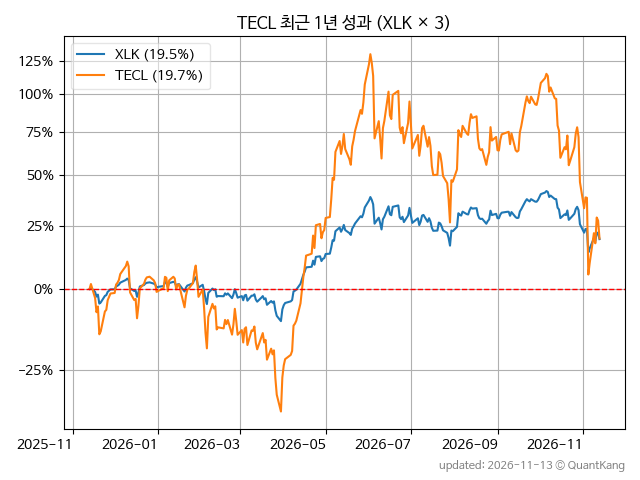 TECL 최근 1년 성과 (XLK × 3)
XLK (19.5%)
TECL (19.7%)
125%
100%
75%
50%
25%
0%
−25%
2025-11 2026-01 2026-03 2026-05 2026-07 2026-09 2026-11
updated: 2026-11-13 © QuantKang